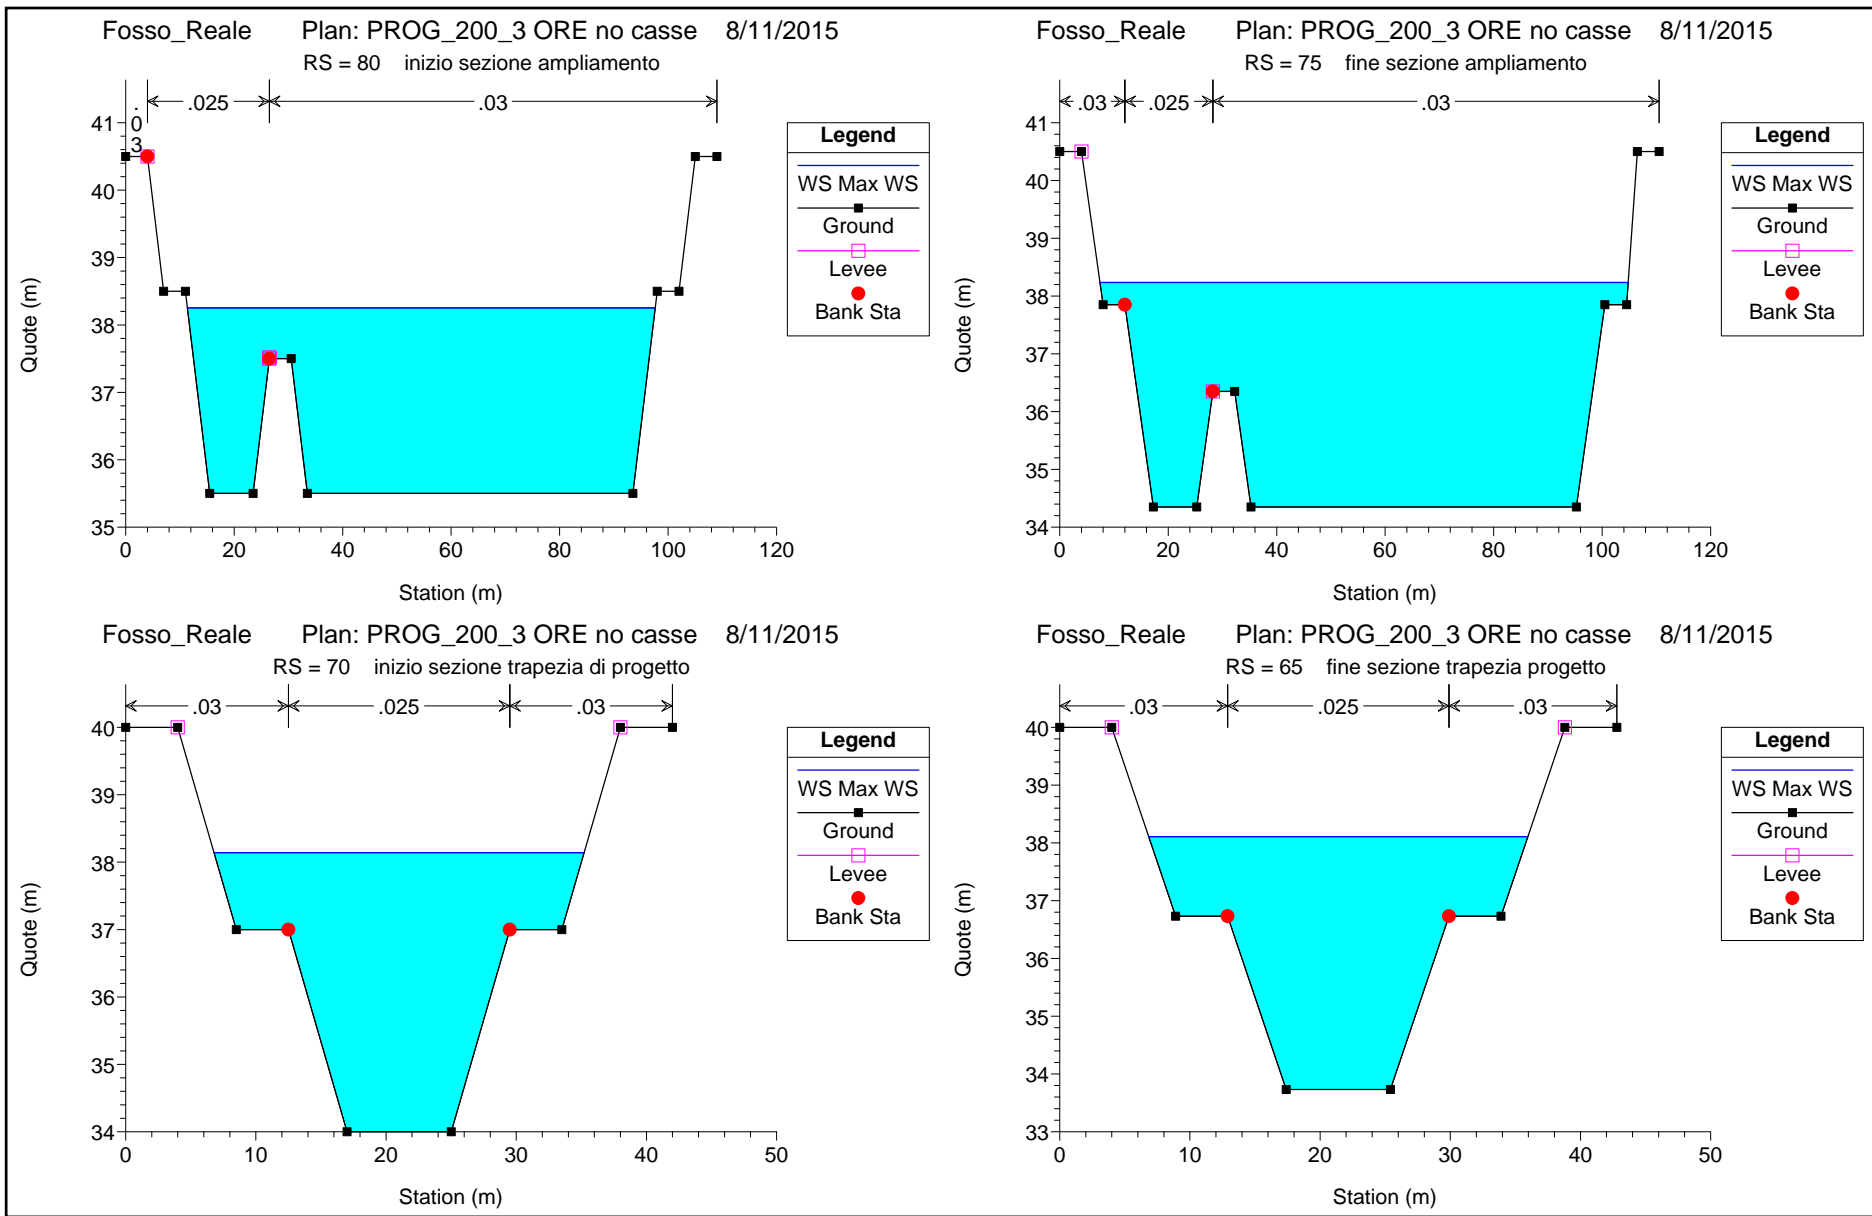 Fosso_Reale Plan: PROG_200_3 ORE no casse 8/11/2015
RS = 80 inizio sezione ampliamento
.03
.025
.03
41
40
39
38
37
36
35
Quote (m)
0 20 40 60 80 100 120
Station (m)
Legend
WS Max WS
Ground
Levee
Bank Sta
Fosso_Reale Plan: PROG_200_3 ORE no casse 8/11/2015
RS = 75 fine sezione ampliamento
.03
.025
.03
41
40
39
38
37
36
35
34
Quote (m)
0 20 40 60 80 100 120
Station (m)
Legend
WS Max WS
Ground
Levee
Bank Sta
Fosso_Reale Plan: PROG_200_3 ORE no casse 8/11/2015
RS = 70 inizio sezione trapezia di progetto
.03
.025
.03
40
39
38
37
36
35
34
Quote (m)
0 10 20 30 40 50
Station (m)
Legend
WS Max WS
Ground
Levee
Bank Sta
Fosso_Reale Plan: PROG_200_3 ORE no casse 8/11/2015
RS = 65 fine sezione trapezia progetto
.03
.025
.03
40
39
38
37
36
35
34
33
Quote (m)
0 10 20 30 40 50
Station (m)
Legend
WS Max WS
Ground
Levee
Bank Sta